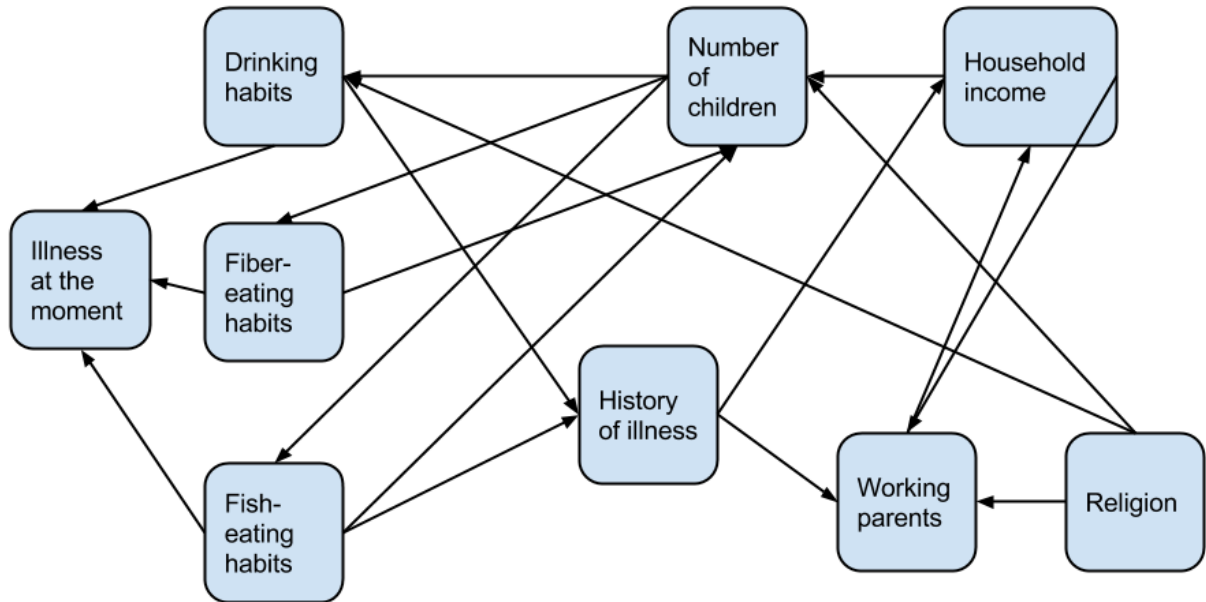 Drinking
habits
Number
of
children
Household
income
Illness
at the
moment
Fiber-
eating
habits
History
of illness
Fish-
eating
habits
Working
parents
Religion